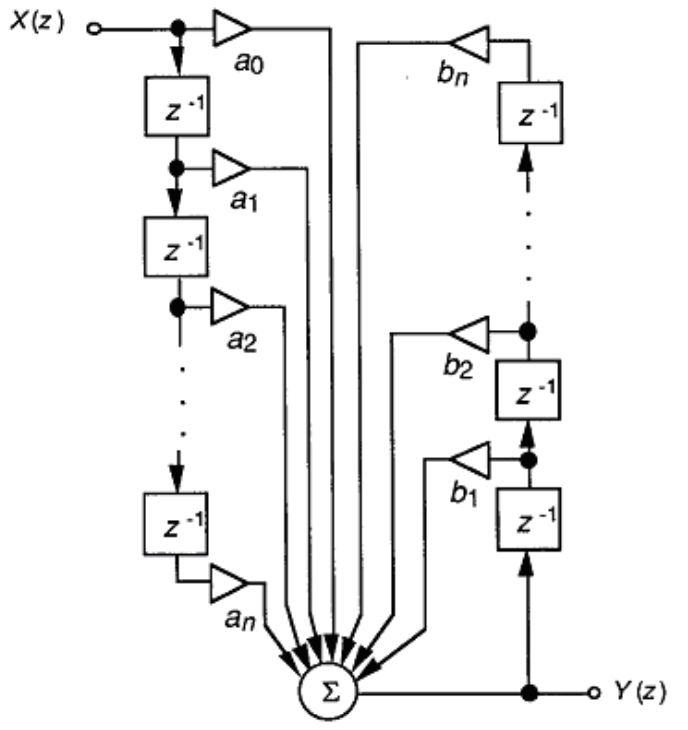 X(z)
a₀
z⁻¹
a₁
z⁻¹
a₂
z⁻¹
aₙ
bₙ
z⁻¹
b₂
z⁻¹
b₁
z⁻¹
Σ
Y(z)